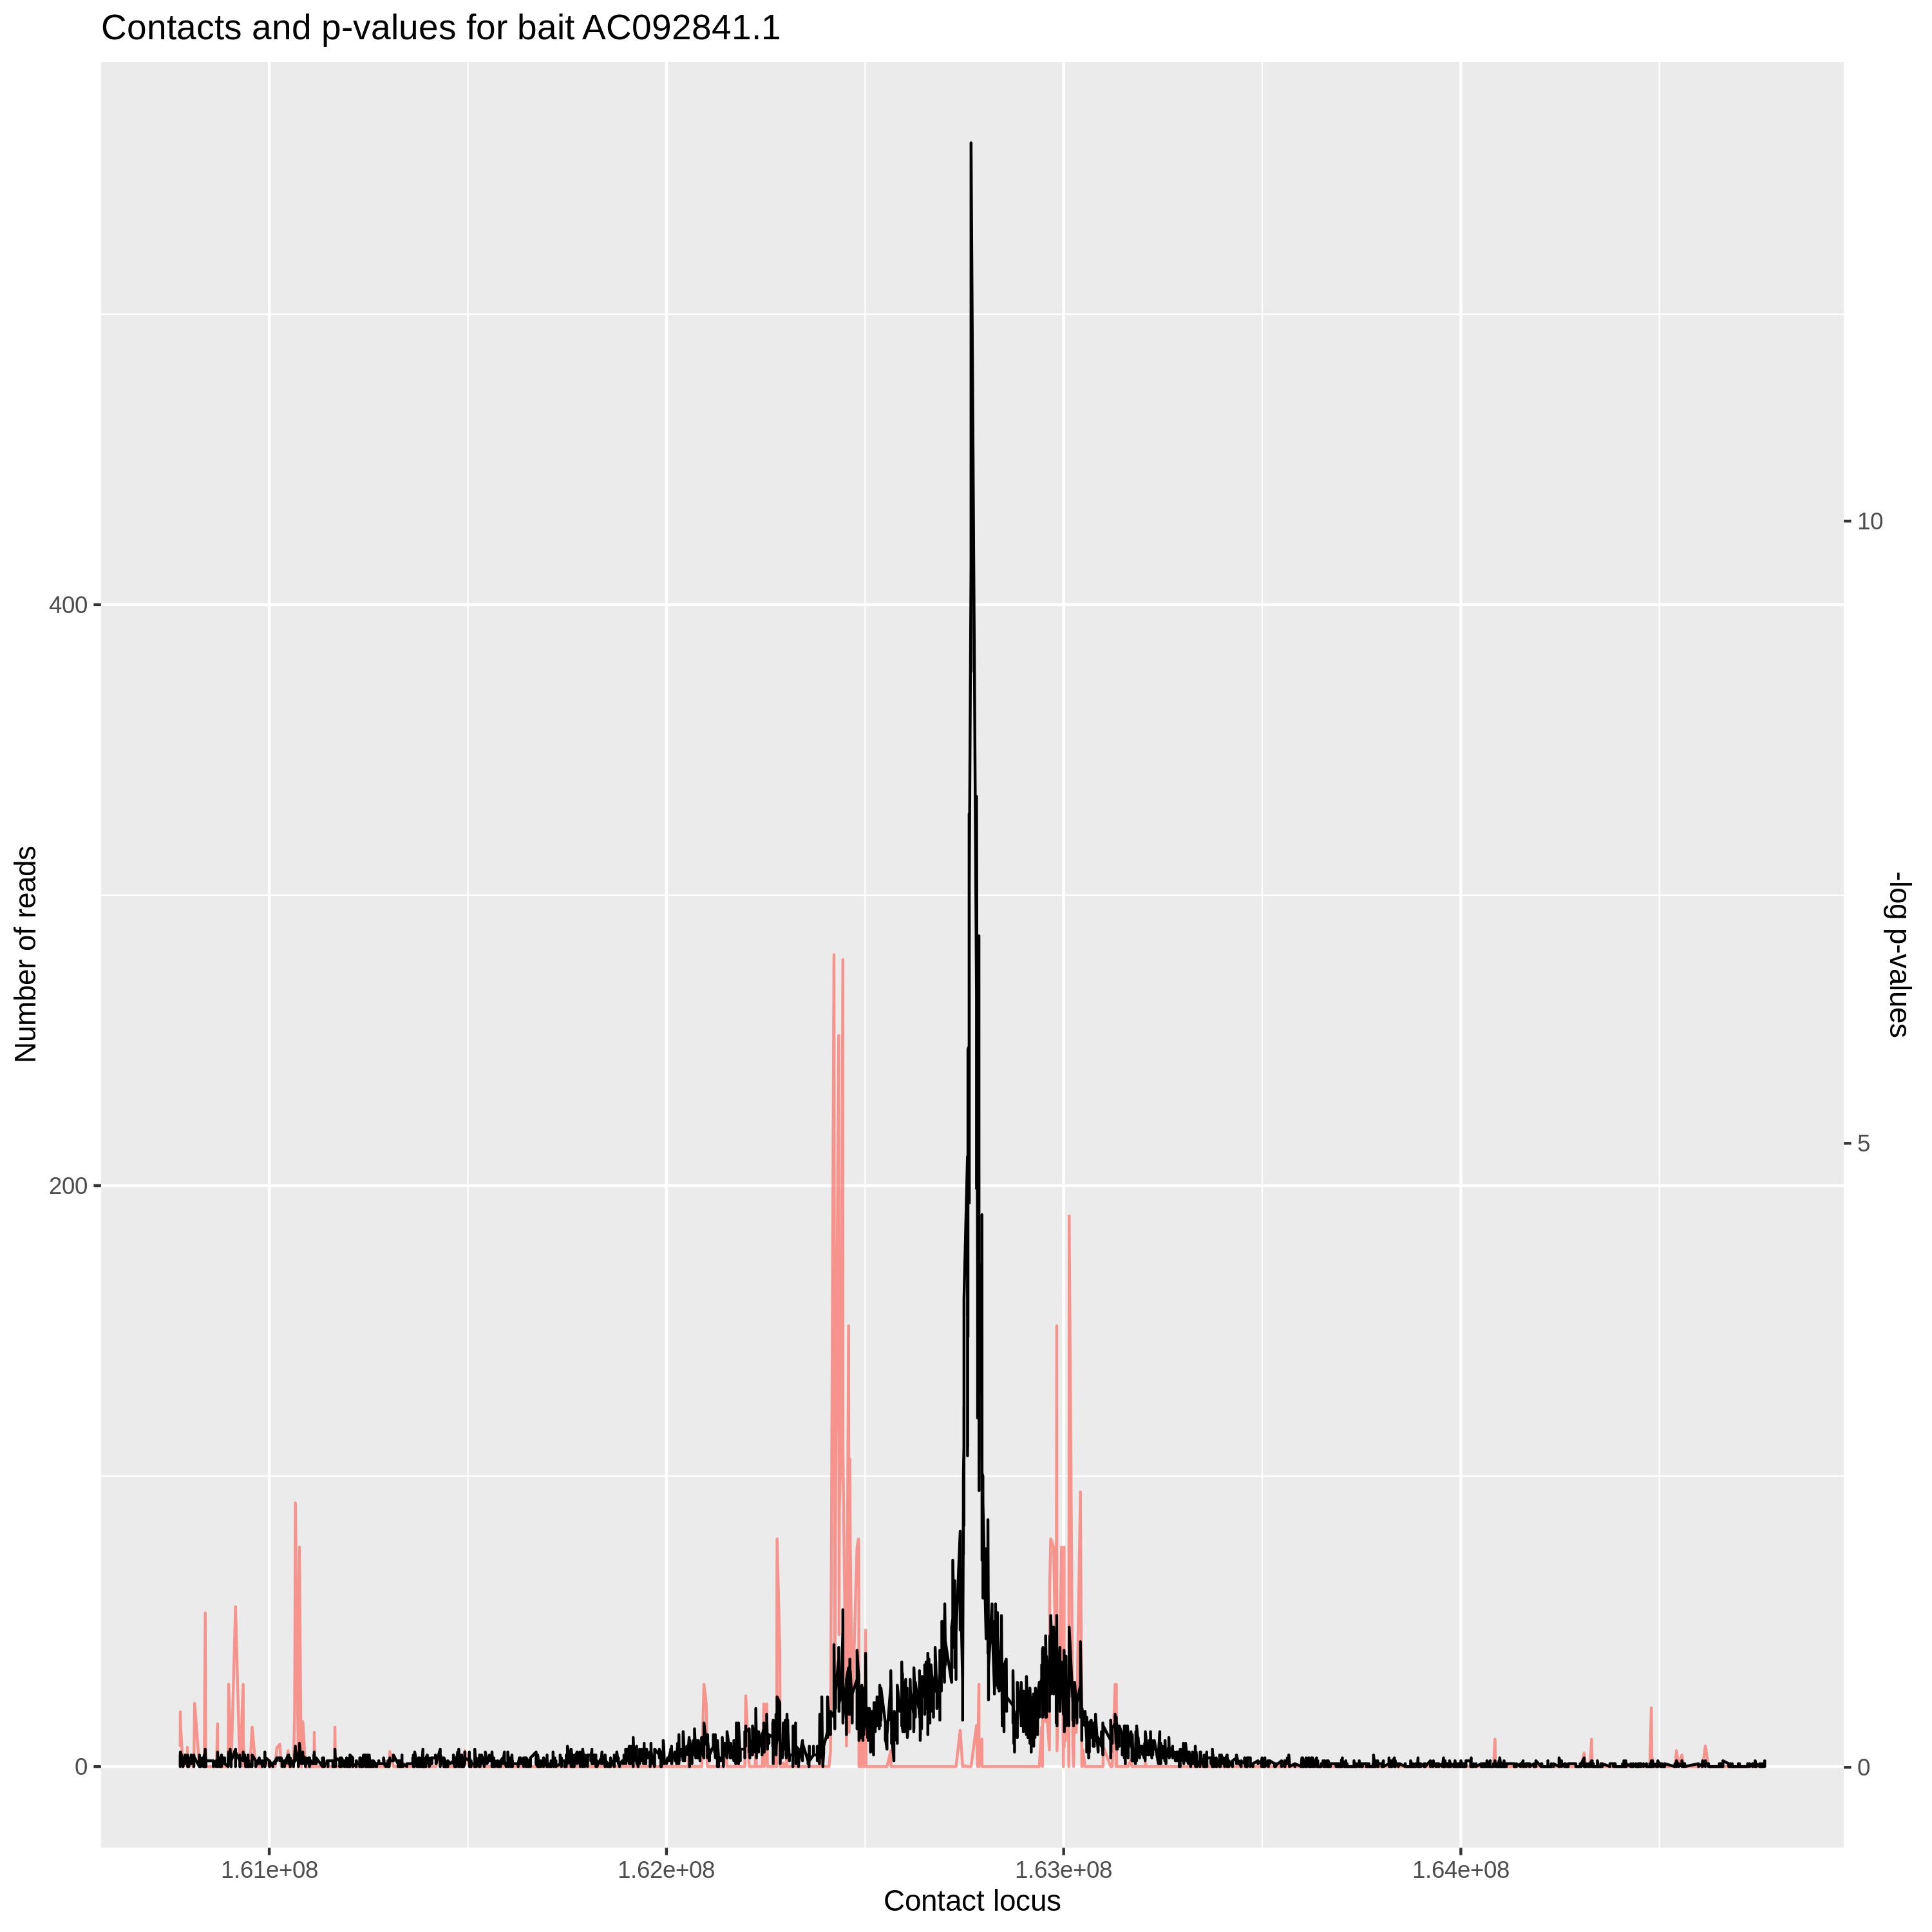 Contacts and p-values for bait AC092841.1
Number of reads
400
200
0
10
5
0
-log p-values
1.61e+08
1.62e+08
1.63e+08
1.64e+08
Contact locus